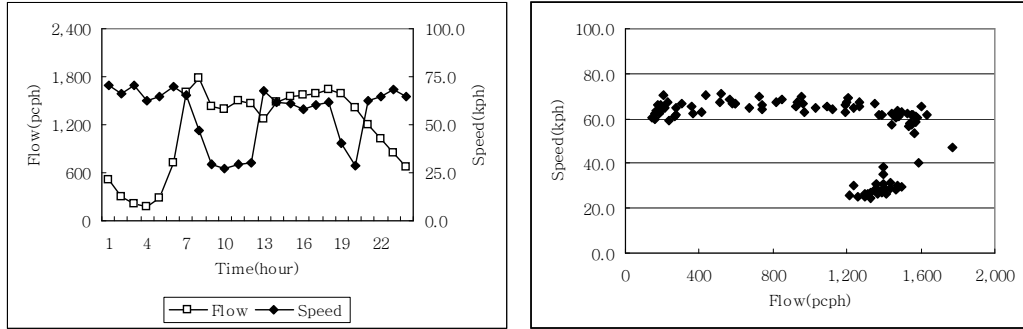 2,400
1,800
1,200
600
0
Flow(pcph)
100.0
75.0
50.0
25.0
0.0
Speed(kph)
1 4 7 10 13 16 19 22
Time(hour)
Flow Speed
100.0
80.0
60.0
40.0
20.0
0.0
Speed(kph)
0 400 800 1,200 1,600 2,000
Flow(pcph)